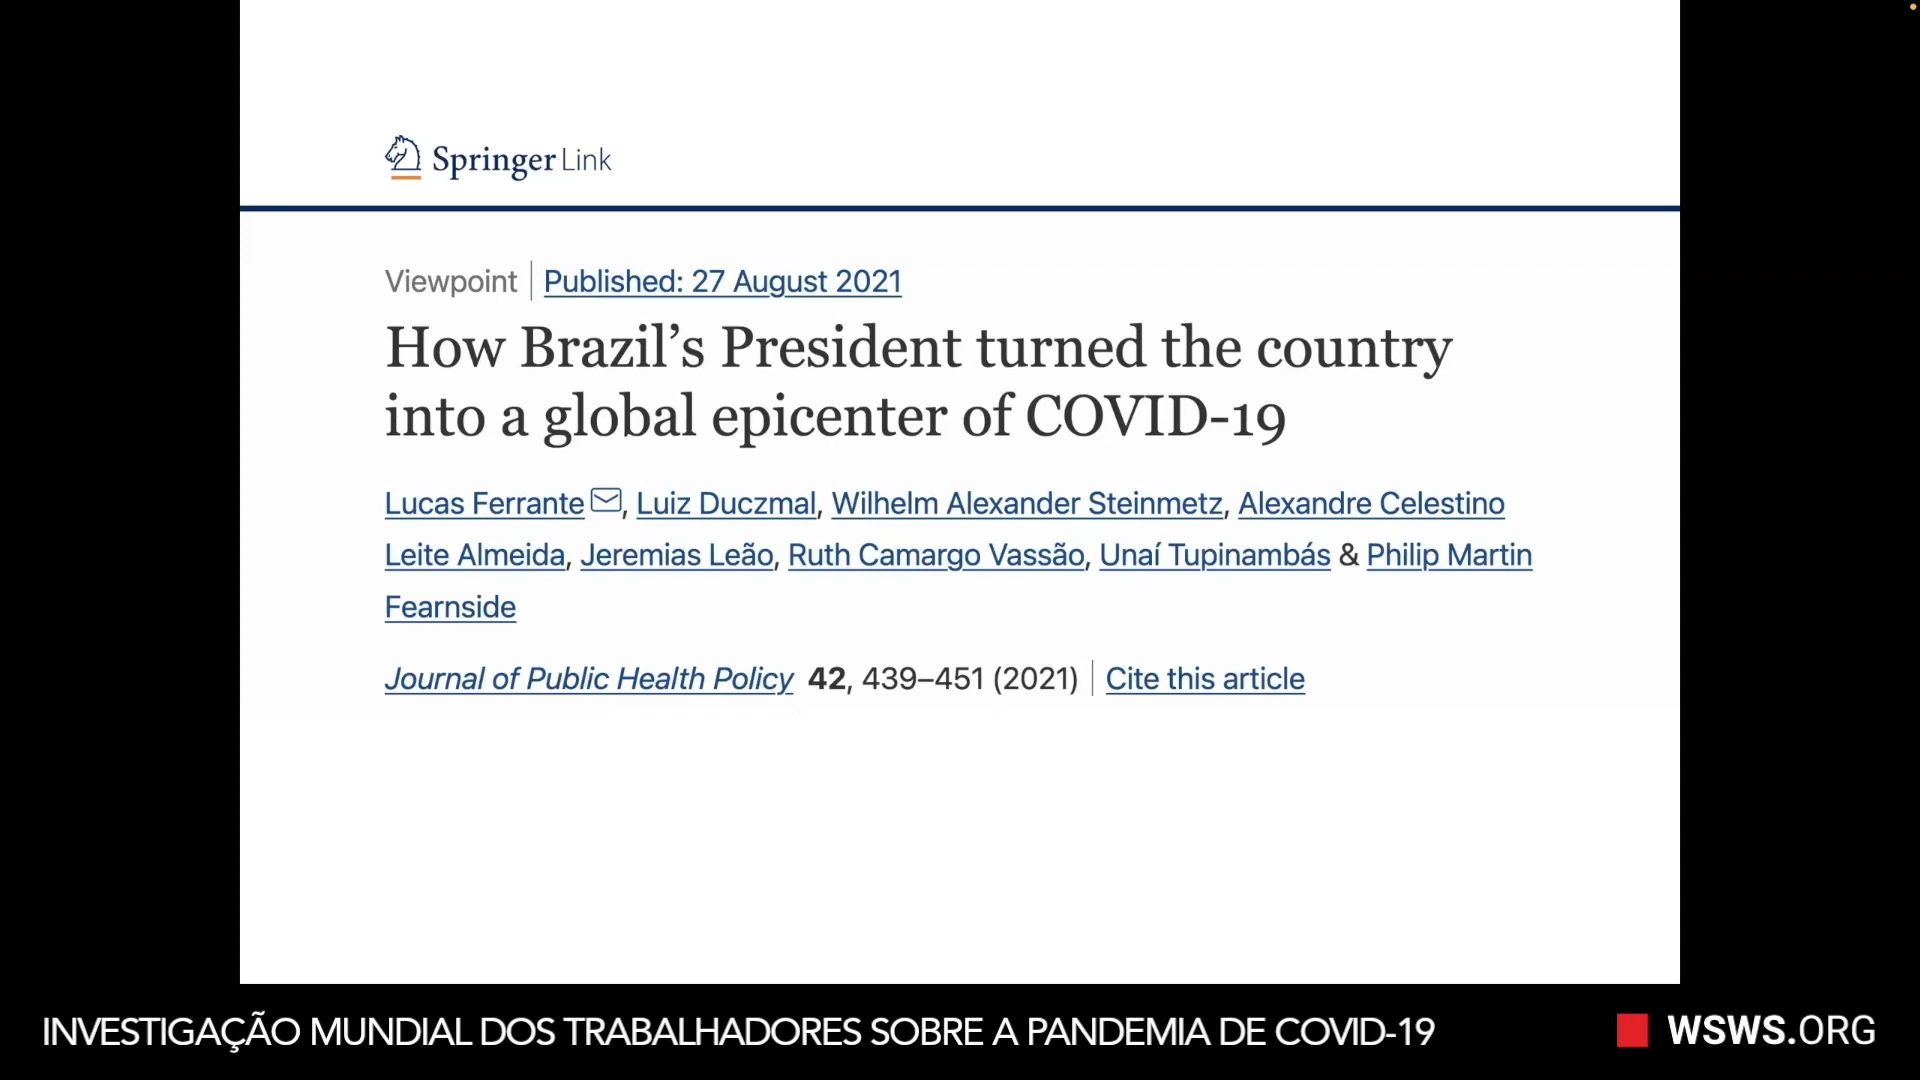 Springer Link
Viewpoint | Published: 27 August 2021
How Brazil’s President turned the country
into a global epicenter of COVID-19
Lucas Ferrante, Luiz Duczmal, Wilhelm Alexander Steinmetz, Alexandre Celestino
Leite Almeida, Jeremias Leão, Ruth Camargo Vassão, Unaí Tupinambás & Philip Martin
Fearnside
Journal of Public Health Policy 42, 439–451 (2021) | Cite this article
INVESTIGAÇÃO MUNDIAL DOS TRABALHADORES SOBRE A PANDEMIA DE COVID-19
WSWS.ORG